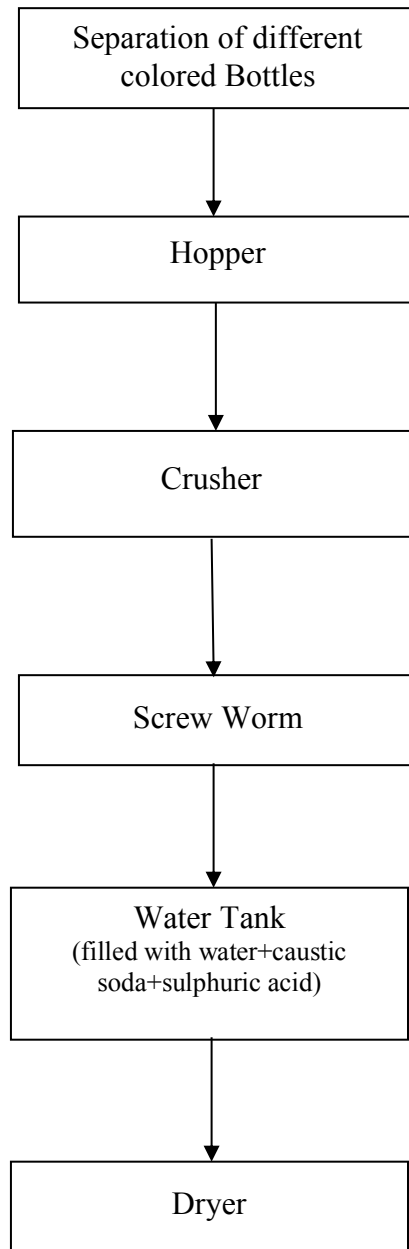 Separation of different
colored Bottles
Hopper
Crusher
Screw Worm
Water Tank
(filled with water+caustic
soda+sulphuric acid)
Dryer